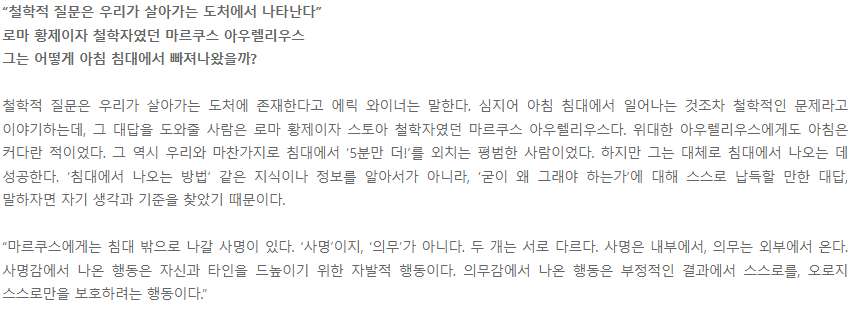 “철학적 질문은 우리가 살아가는 도처에서 나타난다”
로마 황제이자 철학자였던 마르쿠스 아우렐리우스
그는 어떻게 아침 침대에서 빠져나왔을까?
철학적 질문은 우리가 살아가는 도처에 존재한다고 에릭 와이너는 말한다. 심지어 아침 침대에서 일어나는 것조차 철학적인 문제라고
이야기하는데, 그 대답을 도와줄 사람은 로마 황제이자 스토아 철학자였던 마르쿠스 아우렐리우스다. 위대한 아우렐리우스에게도 아침은
커다란 적이었다. 그 역시 우리와 마찬가지로 침대에서 ‘5분만 더!’를 외치는 평범한 사람이었다. 하지만 그는 대체로 침대에서 나오는 데
성공한다. ‘침대에서 나오는 방법’ 같은 지식이나 정보를 알아서가 아니라, ‘굳이 왜 그래야 하는가’에 대해 스스로 납득할 만한 대답,
말하자면 자기 생각과 기준을 찾았기 때문이다.
“마르쿠스에게는 침대 밖으로 나갈 사명이 있다. ‘사명’이지, ‘의무’가 아니다. 두 개는 서로 다르다. 사명은 내부에서, 의무는 외부에서 온다.
사명감에서 나온 행동은 자신과 타인을 드높이기 위한 자발적 행동이다. 의무감에서 나온 행동은 부정적인 결과에서 스스로를, 오로지
스스로만을 보호하려는 행동이다.”